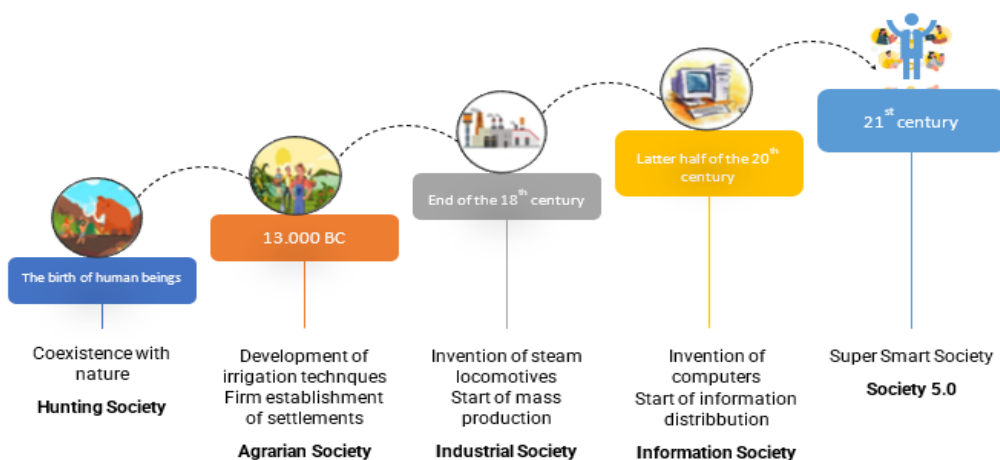 The birth of human beings
Coexistence with
nature
Hunting Society
13.000 BC
Development of
irrigation technques
Firm establishment
of settlements
Agrarian Society
End of the 18th century
Invention of steam
locomotives
Start of mass
production
Industrial Society
Latter half of the 20th
century
Invention of
computers
Start of information
distribbution
Information Society
21st century
Super Smart Society
Society 5.0